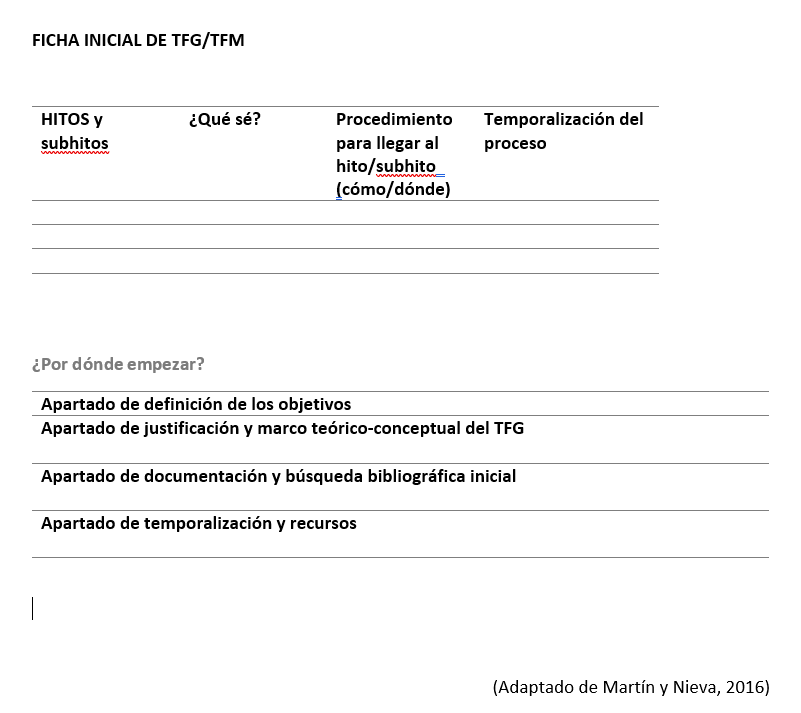 FICHA INICIAL DE TFG/TFM
HITOS y subhitos
¿Qué sé?
Procedimiento para llegar al hito/subhito (cómo/dónde)
Temporalización del proceso
¿Por dónde empezar?
Apartado de definición de los objetivos
Apartado de justificación y marco teórico-conceptual del TFG
Apartado de documentación y búsqueda bibliográfica inicial
Apartado de temporalización y recursos
(Adaptado de Martín y Nieva, 2016)